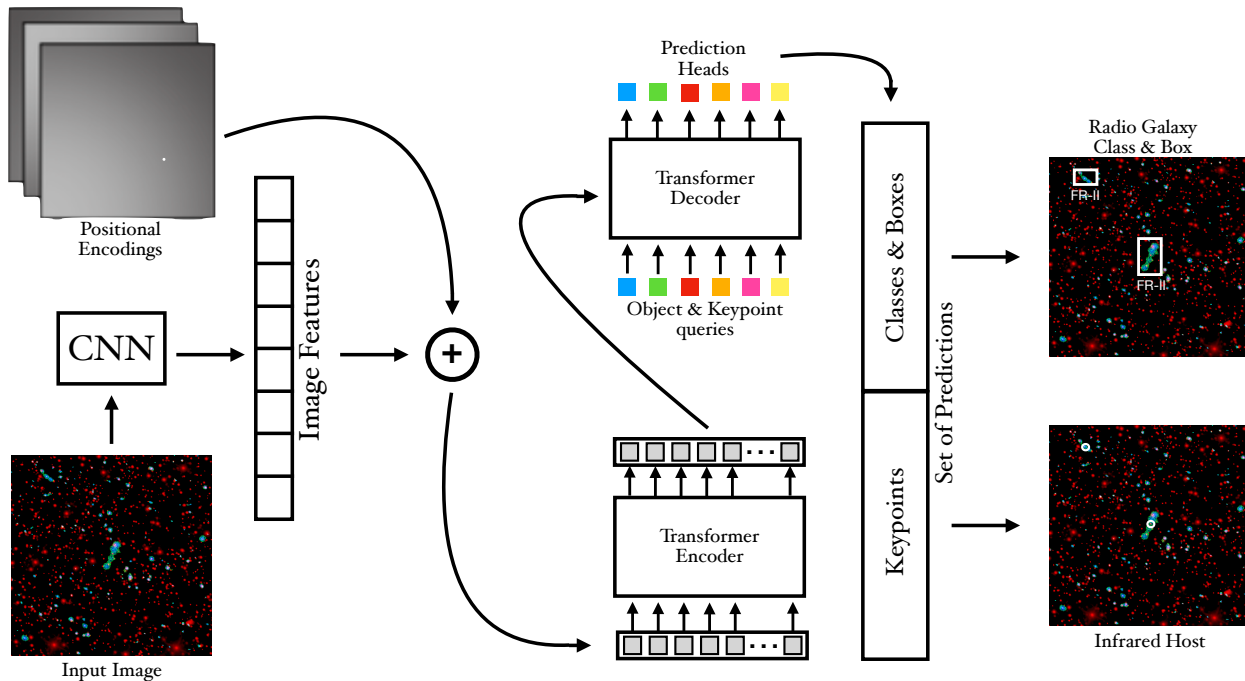 Positional
Encodings
CNN
Input Image
Image Features
+
Prediction
Heads
Transformer
Decoder
Object & Keypoint
queries
Transformer
Encoder
Classes & Boxes
Keypoints
Set of Predictions
Radio Galaxy
Class & Box
FR-II
FR-II
Infrared Host